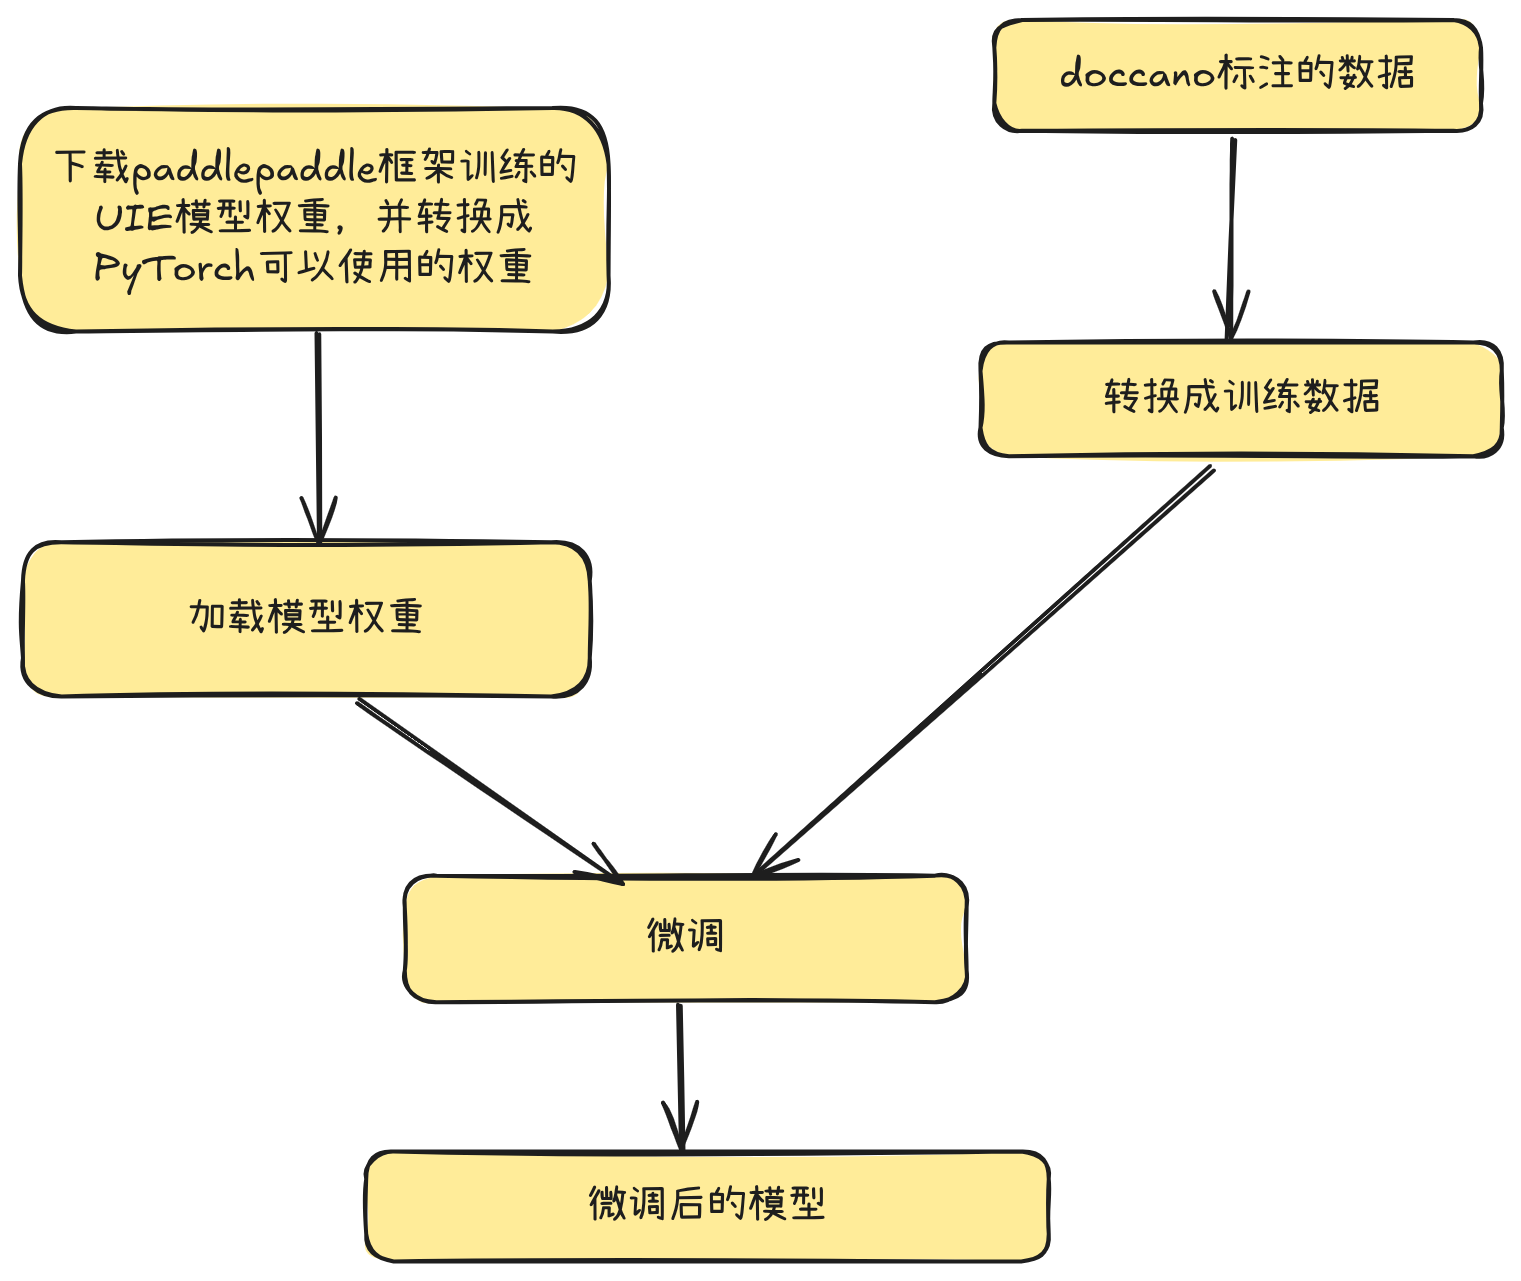 doccano标注的数据
下载paddlepaddle框架训练的
UIE模型权重，并转换成
PyTorch可以使用的权重
转换成训练数据
加载模型权重
微调
微调后的模型